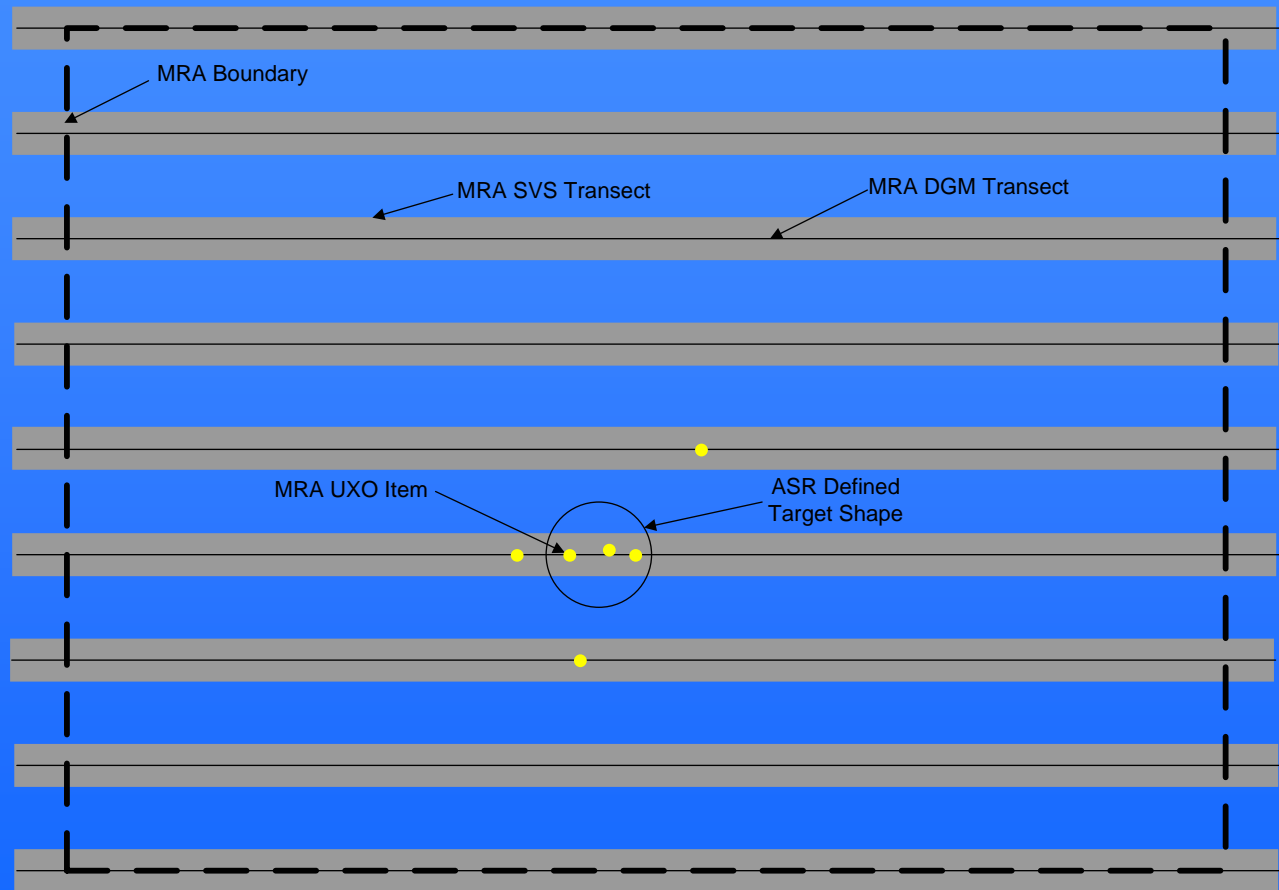 MRA Boundary
MRA SVS Transect
MRA DGM Transect
MRA UXO Item
ASR Defined
Target Shape